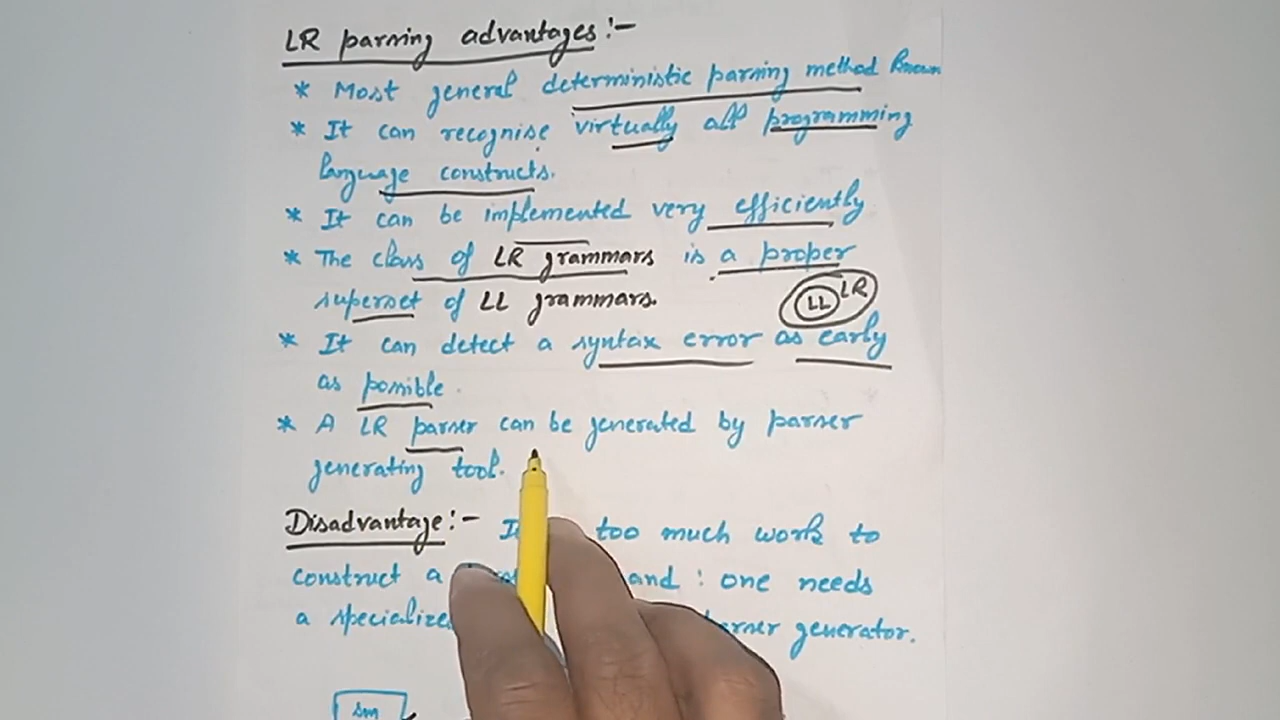 LR parsing advantages :-
* Most general deterministic parsing method known
* It can recognise virtually all programming
language constructs.
* It can be implemented very efficiently
* The class of LR grammars is a proper
superset of LL grammars.
LL LR
* It can detect a syntax error as early
as possible.
* A LR parser can be generated by parser
generating tool.
Disadvantage :- too much work to
construct a and : one needs
a generator.
sm